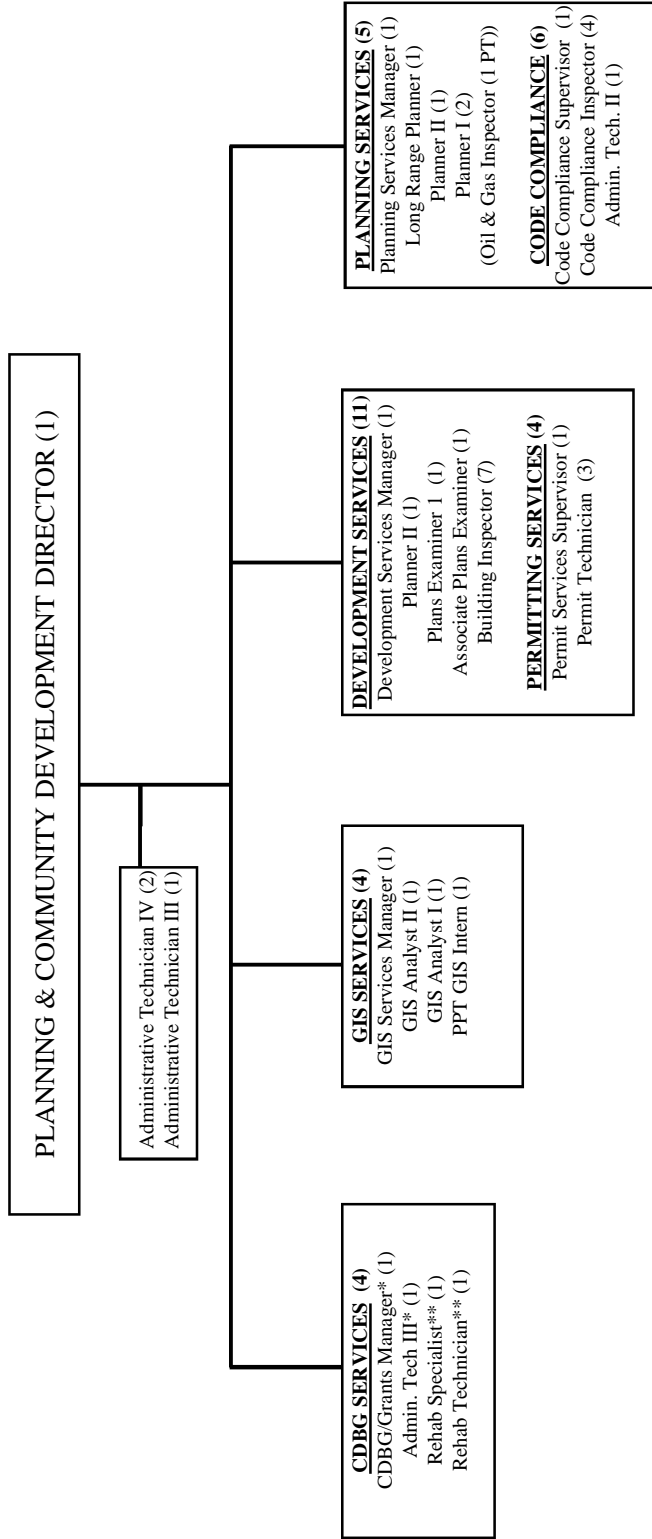 PLANNING & COMMUNITY DEVELOPMENT DIRECTOR (1)
Administrative Technician IV (2)
Administrative Technician III (1)
CDBG SERVICES (4)
CDBG/Grants Manager* (1)
Admin. Tech III* (1)
Rehab Specialist** (1)
Rehab Technician** (1)
GIS SERVICES (4)
GIS Services Manager (1)
GIS Analyst II (1)
GIS Analyst I (1)
PPT GIS Intern (1)
DEVELOPMENT SERVICES (11)
Development Services Manager (1)
Planner II (1)
Plans Examiner 1 (1)
Associate Plans Examiner (1)
Building Inspector (7)
PERMITTING SERVICES (4)
Permit Services Supervisor (1)
Permit Technician (3)
PLANNING SERVICES (5)
Planning Services Manager (1)
Long Range Planner (1)
Planner II (1)
Planner I (2)
(Oil & Gas Inspector (1 PT))
CODE COMPLIANCE (6)
Code Compliance Supervisor (1)
Code Compliance Inspector (4)
Admin. Tech. II (1)